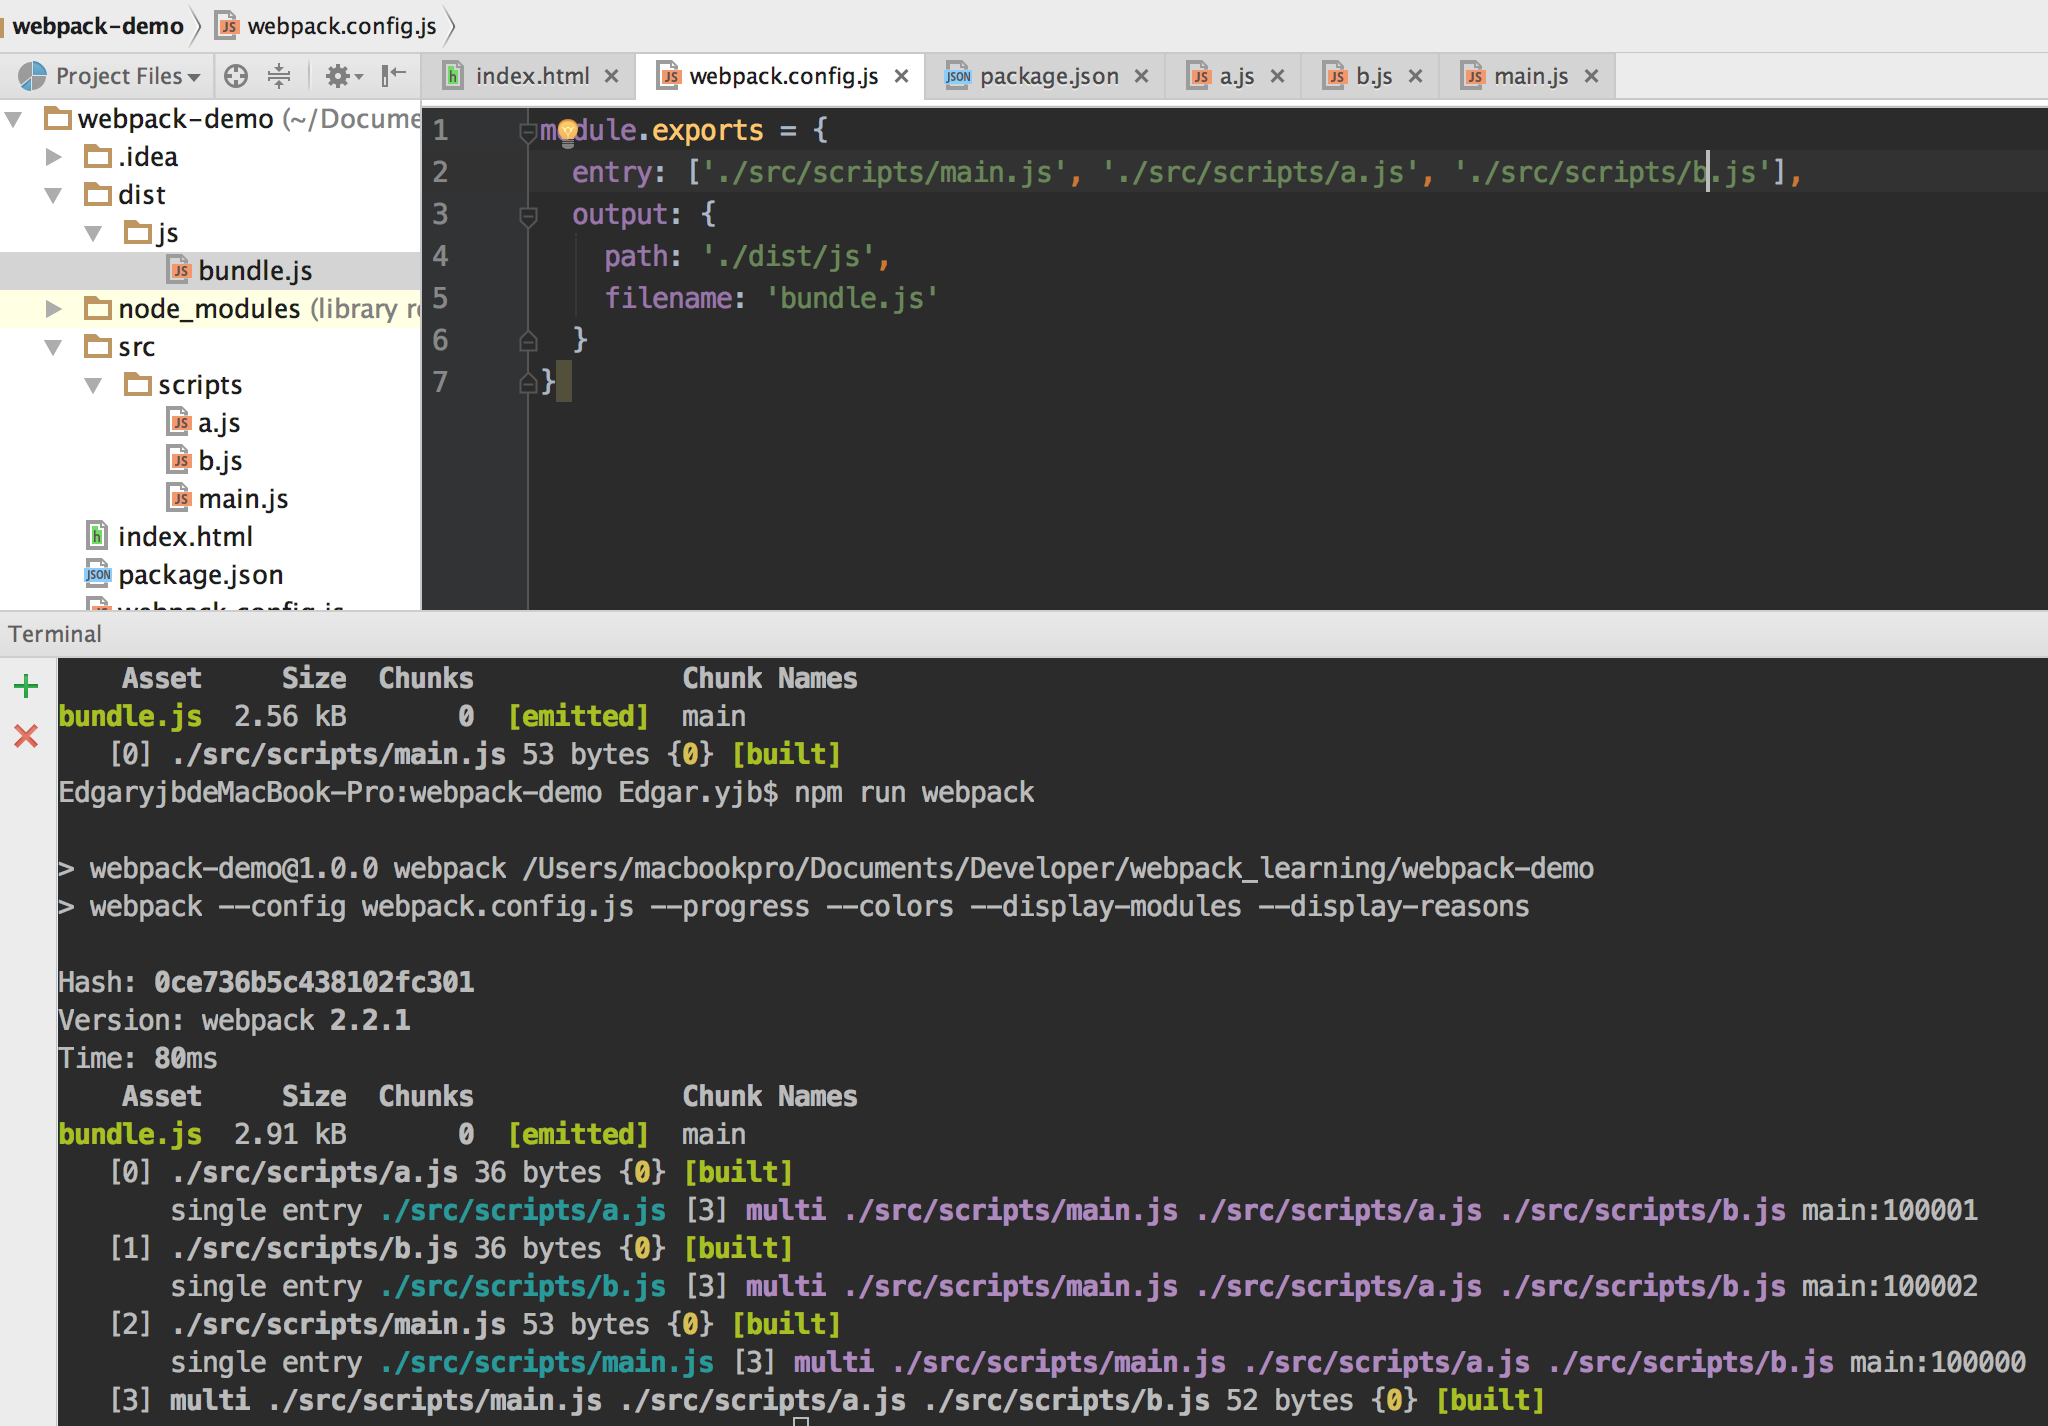 webpack-demo webpack.config.js
Project Files index.html webpack.config.js package.json a.js b.js main.js
webpack-demo (~/Docume
.idea
dist
js
bundle.js
node_modules (library r
src
scripts
a.js
b.js
main.js
index.html
package.json
webpack.config.js
1 module.exports = {
2 entry: ['./src/scripts/main.js', './src/scripts/a.js', './src/scripts/b.js'],
3 output: {
4 path: './dist/js',
5 filename: 'bundle.js'
6 }
7 }
Terminal
Asset Size Chunks Chunk Names
bundle.js 2.56 kB 0 [emitted] main
[0] ./src/scripts/main.js 53 bytes {0} [built]
EdgaryjbdeMacBook-Pro:webpack-demo Edgar.yjb$ npm run webpack
> webpack-demo@1.0.0 webpack /Users/macbookpro/Documents/Developer/webpack_learning/webpack-demo
> webpack --config webpack.config.js --progress --colors --display-modules --display-reasons
Hash: 0ce736b5c438102fc301
Version: webpack 2.2.1
Time: 80ms
Asset Size Chunks Chunk Names
bundle.js 2.91 kB 0 [emitted] main
[0] ./src/scripts/a.js 36 bytes {0} [built]
single entry ./src/scripts/a.js [3] multi ./src/scripts/main.js ./src/scripts/a.js ./src/scripts/b.js main:100001
[1] ./src/scripts/b.js 36 bytes {0} [built]
single entry ./src/scripts/b.js [3] multi ./src/scripts/main.js ./src/scripts/a.js ./src/scripts/b.js main:100002
[2] ./src/scripts/main.js 53 bytes {0} [built]
single entry ./src/scripts/main.js [3] multi ./src/scripts/main.js ./src/scripts/a.js ./src/scripts/b.js main:100000
[3] multi ./src/scripts/main.js ./src/scripts/a.js ./src/scripts/b.js 52 bytes {0} [built]